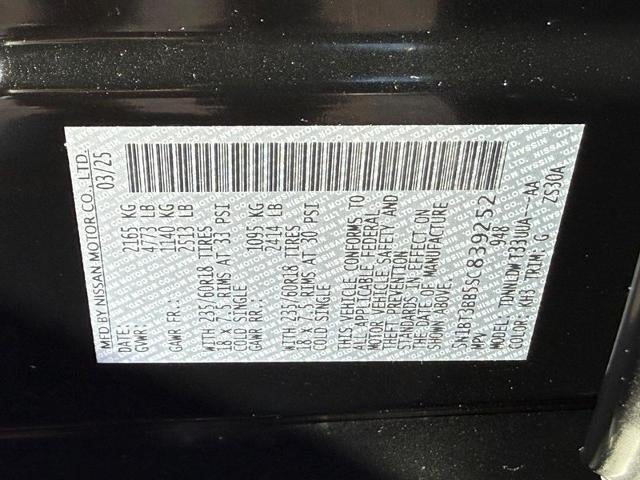 MFD BY NISSAN MOTOR CO., LTD.
DATE: 03/25
GVWR: 2165 KG
4773 LB
GAWR FR.: 1140 KG
2513 LB
WITH 235/60R18 TIRES
18 x 7.5 RIMS AT 33 PSI
COLD SINGLE
GAWR RR.: 1095 KG
2414 LB
WITH 235/60R18 TIRES
18 x 7.5 RIMS AT 30 PSI
COLD SINGLE
THIS VEHICLE CONFORMS TO
ALL APPLICABLE FEDERAL
MOTOR VEHICLE SAFETY AND
THEFT PREVENTION
STANDARDS IN EFFECT ON
THE DATE OF MANUFACTURE
SHOWN ABOVE.
5N1BT3BB5SC839252
MPV 948
MODEL: TDNNLDW T33UUA---AA
COLOR: KH3 TRIM: G ZS30A